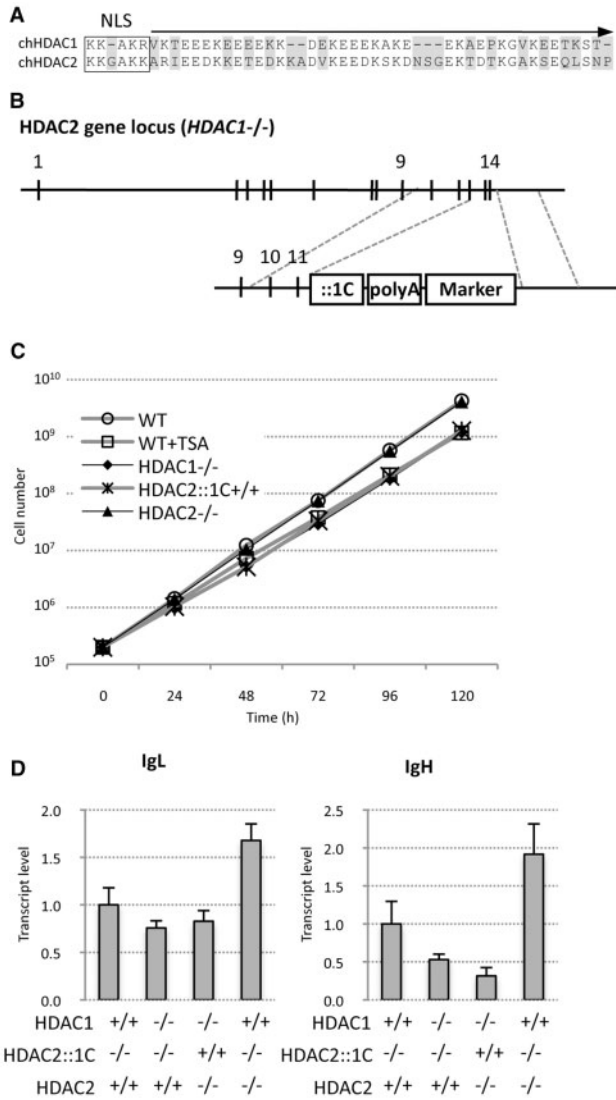 A
NLS
chHDAC1 KK-AKRVKTEEEKEEEEKK--DEKEEEKAKE---EKAEPKGVKEETKST-
chHDAC2 KKGAKKARIEEDKKETEDKKADVKEEDKSKDNSGEKTDTKGAKSEQLSNP
B
HDAC2 gene locus (HDAC1-/-)
1 9 14
9 10 11
::1C polyA Marker
C
10^10
10^9
10^8
10^7
10^6
10^5
Cell number
WT
WT+TSA
HDAC1-/-
HDAC2::1C+/+
HDAC2-/-
0 24 48 72 96 120
Time (h)
D
IgL
2.0
1.5
1.0
0.5
0.0
Transcript level
HDAC1 +/+ -/- -/- +/+
HDAC2::1C -/- -/- +/+ -/-
HDAC2 +/+ +/+ -/- -/-
IgH
2.5
2.0
1.5
1.0
0.5
0.0
Transcript level
HDAC1 +/+ -/- -/- +/+
HDAC2::1C -/- -/- +/+ -/-
HDAC2 +/+ +/+ -/- -/-